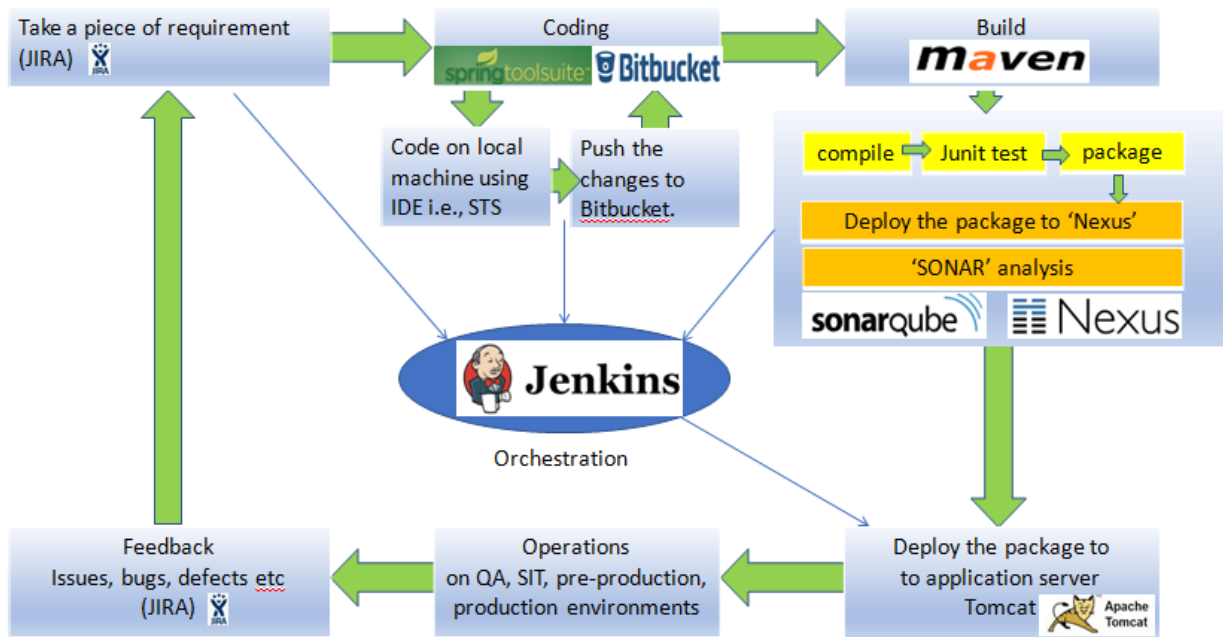 Take a piece of requirement
(JIRA)
JIRA
Coding
springtoolsuite™
Bitbucket
Build
maven
Code on local
machine using
IDE i.e., STS
Push the
changes to
Bitbucket.
compile
Junit test
package
Deploy the package to ‘Nexus’
‘SONAR’ analysis
sonarqube
Nexus
Jenkins
Orchestration
Feedback
Issues, bugs, defects etc
(JIRA)
JIRA
Operations
on QA, SIT, pre-production,
production environments
Deploy the package to
to application server
Tomcat
Apache
Tomcat